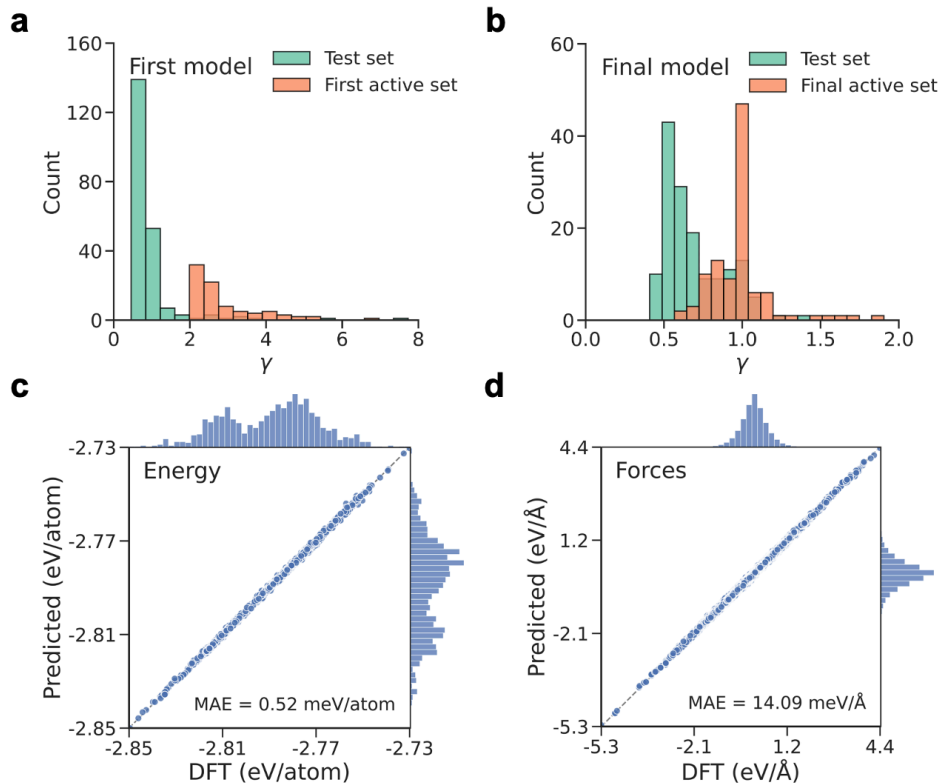 a
First model
Test set
First active set
160
120
80
40
0
Count
0 2 4 6 8
γ
b
Final model
Test set
Final active set
60
40
20
0
Count
0.0 0.5 1.0 1.5 2.0
γ
c
Energy
-2.73
-2.77
-2.81
-2.85
Predicted (eV/atom)
MAE = 0.52 meV/atom
-2.85 -2.81 -2.77 -2.73
DFT (eV/atom)
d
Forces
4.4
1.2
-2.1
-5.3
Predicted (eV/Å)
MAE = 14.09 meV/Å
-5.3 -2.1 1.2 4.4
DFT (eV/Å)